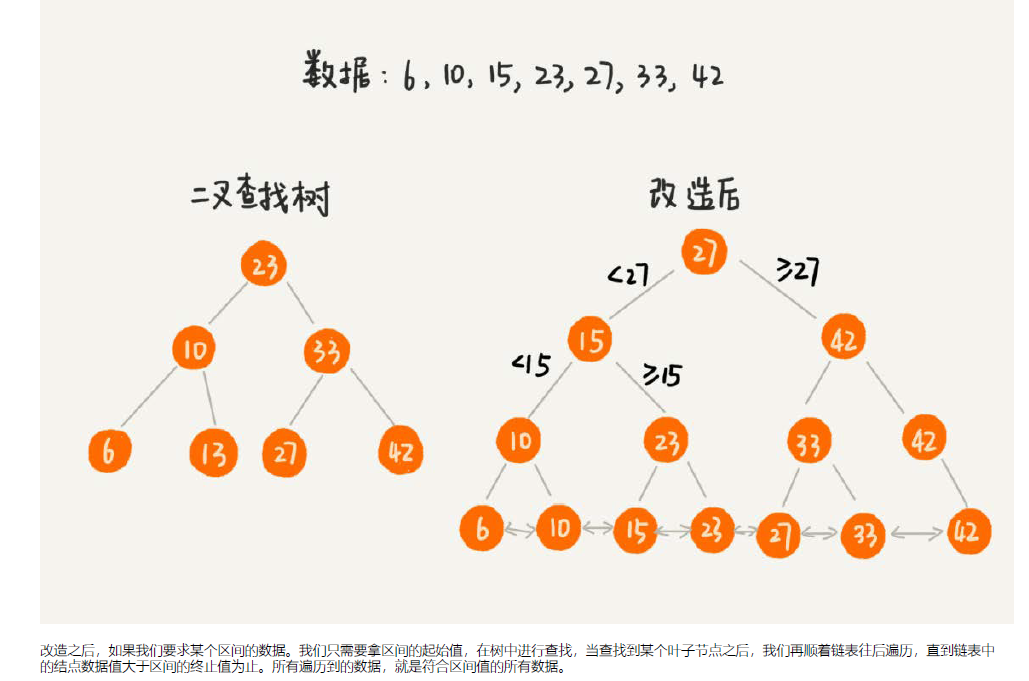 数据: 6, 10, 15, 23, 27, 33, 42
二叉查找树
改造后
23
10 33
6 13 27 42
27
<27 ≥27
15 42
<15 ≥15
10 23 33 42
6 10 15 23 27 33 42
改造之后，如果我们要求某个区间的数据。我们只需要拿区间的起始值，在树中进行查找，当查找到某个叶子节点之后，我们再顺着链表往后遍历，直到链表中
的结点数据值大于区间的终止值为止。所有遍历到的数据，就是符合区间值的所有数据。